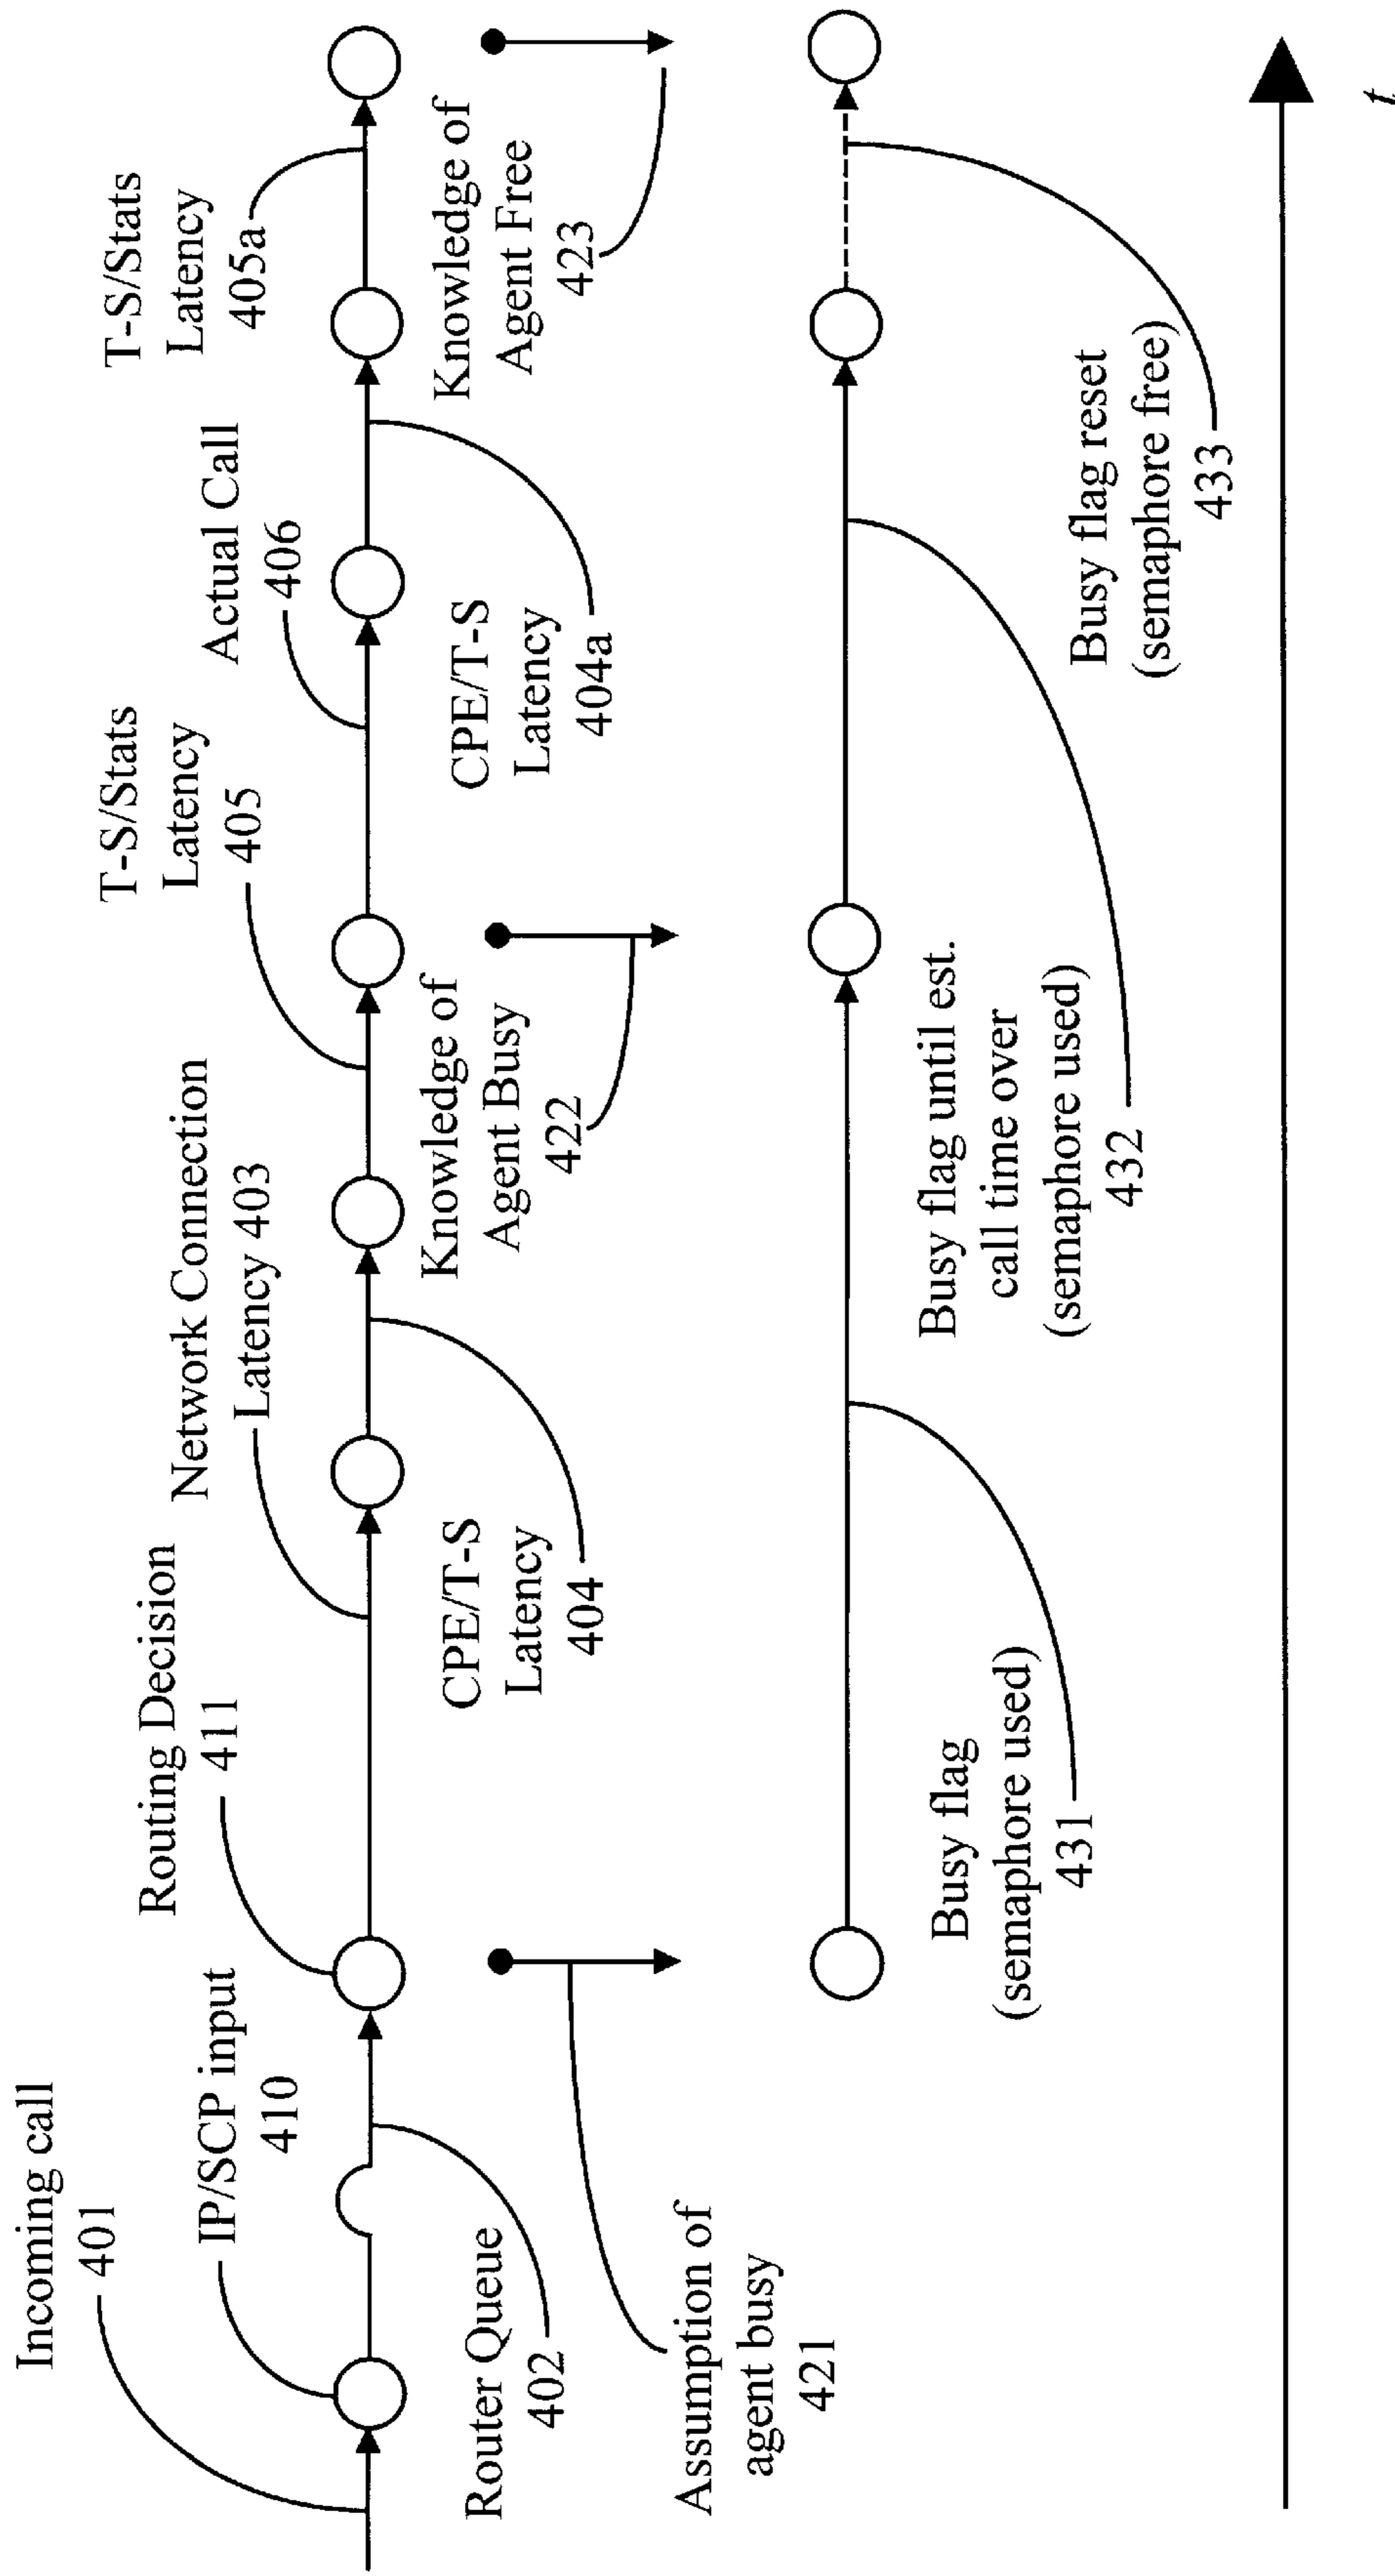 Incoming call
401
IP/SCP input
410
Routing Decision
411
Network Connection
Latency 403
T-S/Stats
Latency
405
Actual Call
406
T-S/Stats
Latency
405a
Router Queue
402
CPE/T-S
Latency
404
Knowledge of
Agent Busy
422
CPE/T-S
Latency
404a
Knowledge of
Agent Free
423
Assumption of
agent busy
421
Busy flag
(semaphore used)
431
Busy flag until est.
call time over
(semaphore used)
432
Busy flag reset
(semaphore free)
433
t